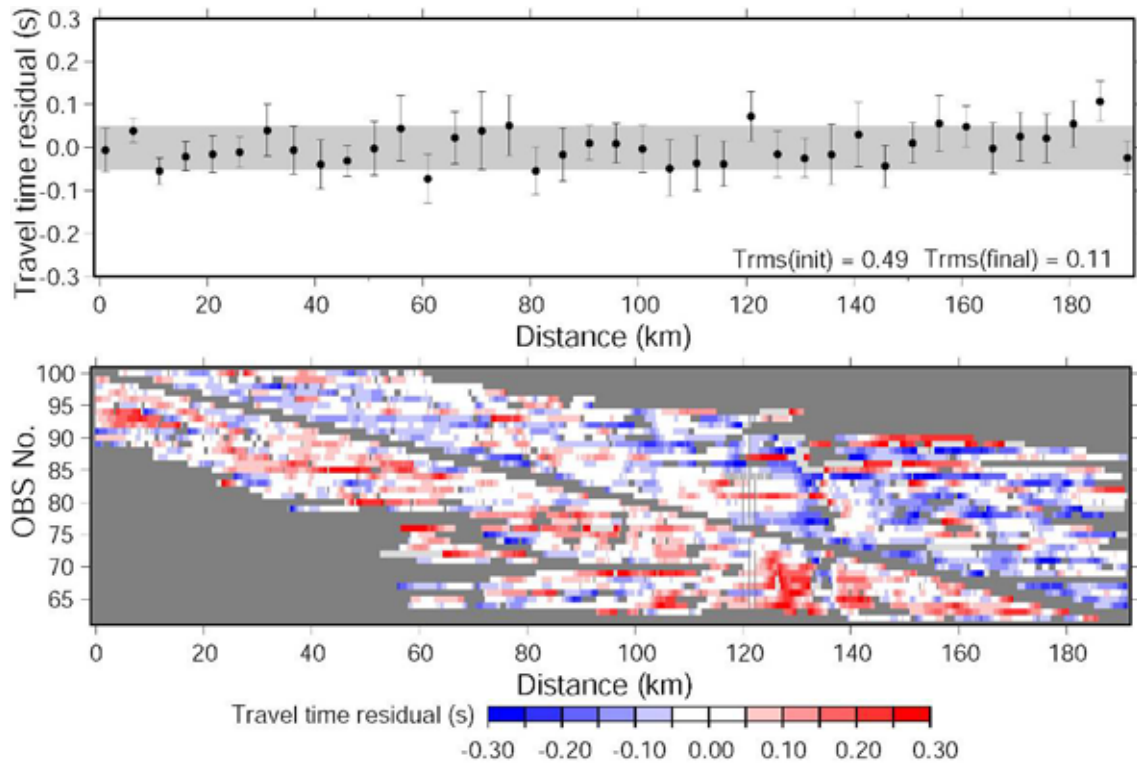 Travel time residual (s)
0.3
0.2
0.1
0.0
-0.1
-0.2
-0.3
Trms(init) = 0.49 Trms(final) = 0.11
0 20 40 60 80 100 120 140 160 180
Distance (km)
OBS No.
100
95
90
85
80
75
70
65
0 20 40 60 80 100 120 140 160 180
Distance (km)
Travel time residual (s)
-0.30 -0.20 -0.10 0.00 0.10 0.20 0.30